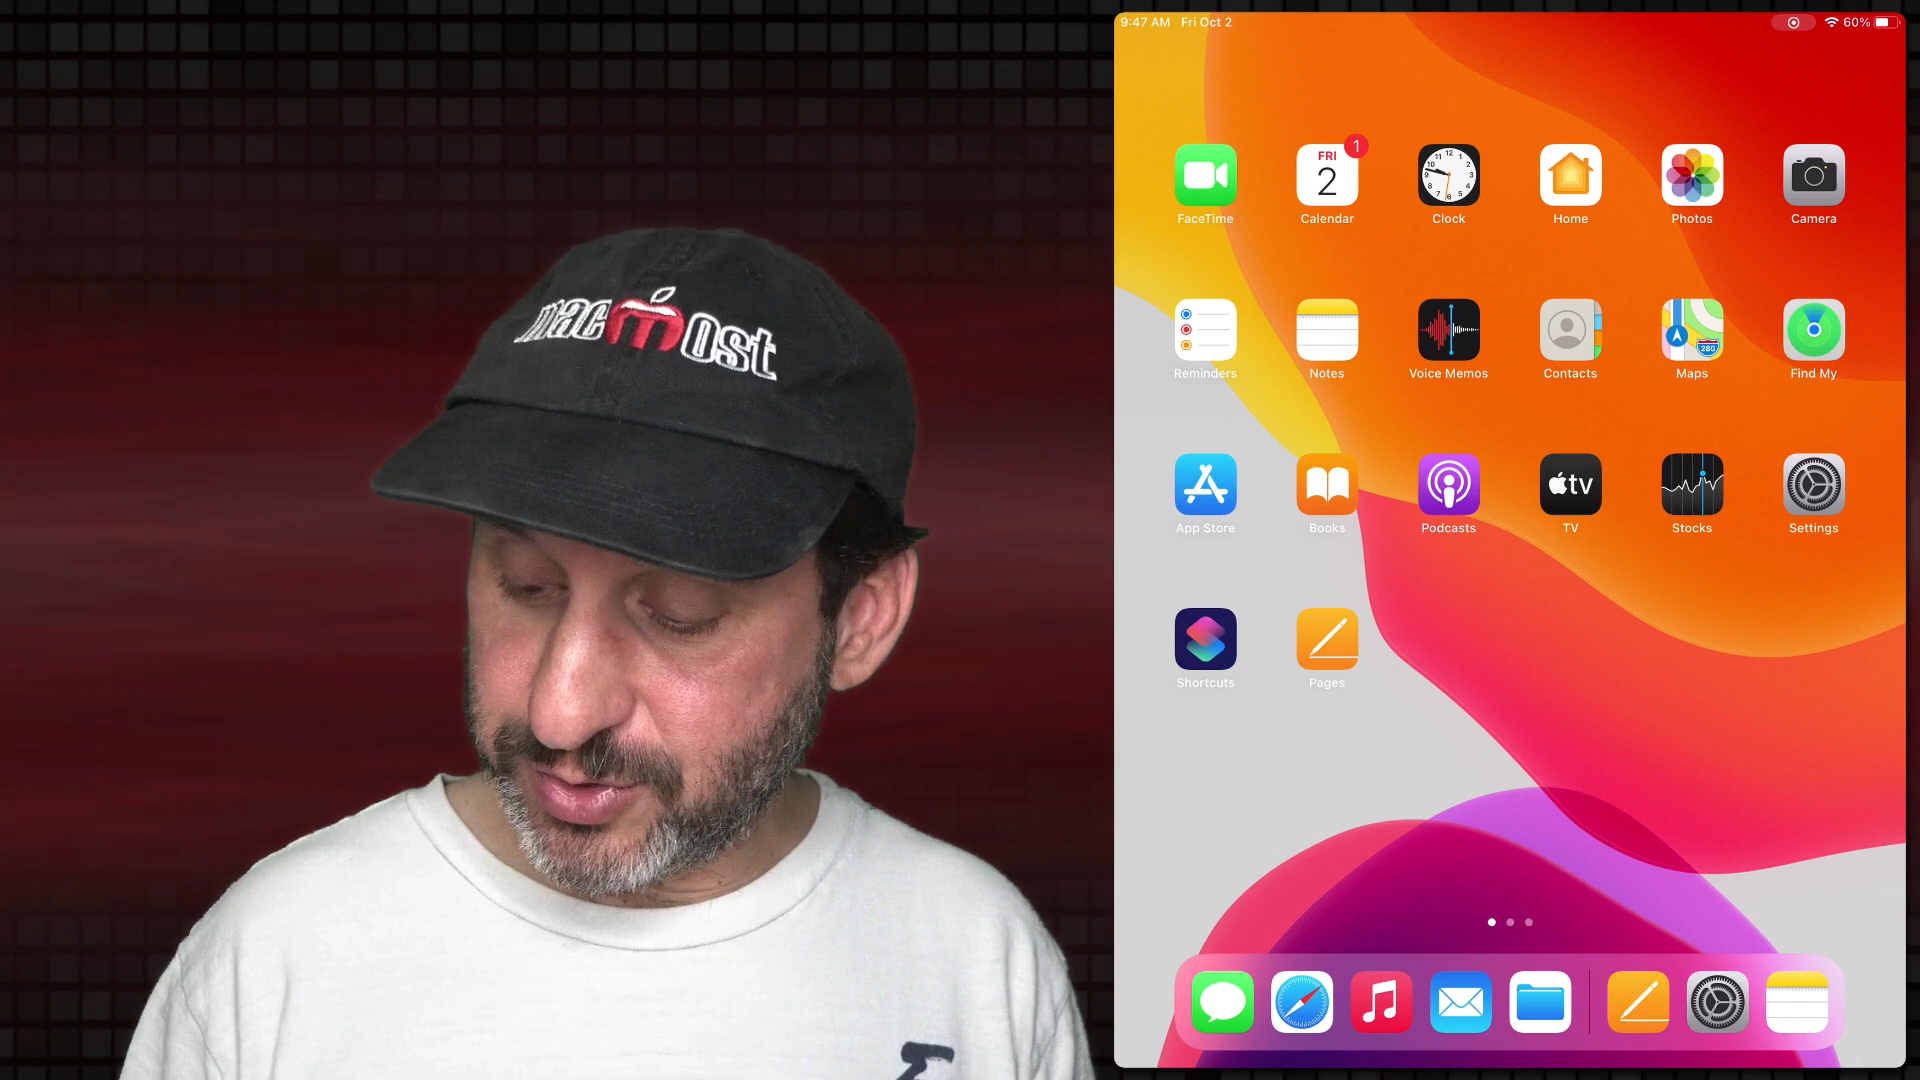 9:47 AM Fri Oct 2
60%
macmost
FRI
2
1
FaceTime
Calendar
Clock
Home
Photos
Camera
280
Reminders
Notes
Voice Memos
Contacts
Maps
Find My
tv
App Store
Books
Podcasts
TV
Stocks
Settings
Shortcuts
Pages